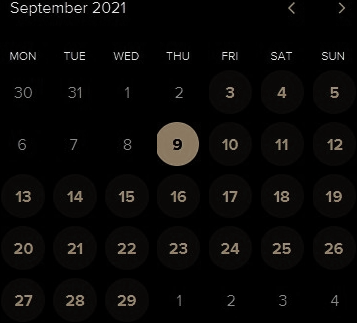 September 2021 < >
MON TUE WED THU FRI SAT SUN
30 31 1 2 3 4 5
6 7 8 9 10 11 12
13 14 15 16 17 18 19
20 21 22 23 24 25 26
27 28 29 1 2 3 4